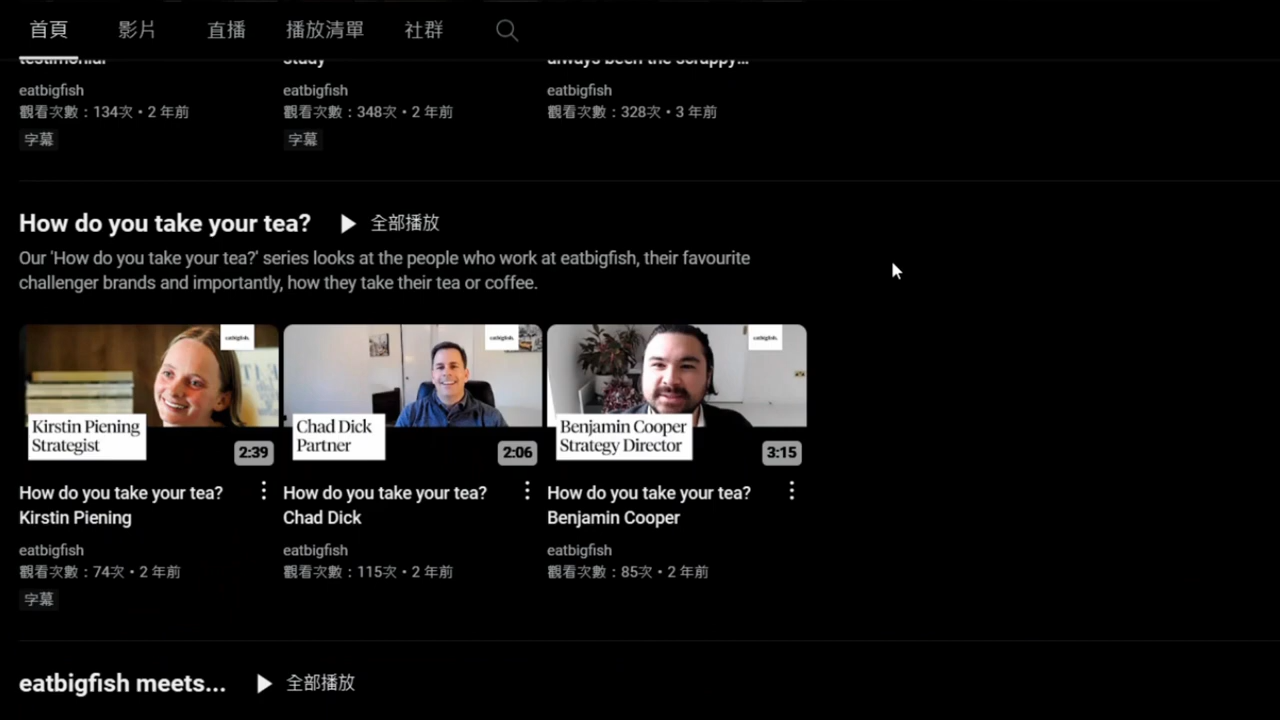 首頁 影片 直播 播放清單 社群
testimonial study always been the scrappy...
eatbigfish eatbigfish eatbigfish
觀看次數：134次 • 2 年前 觀看次數：348次 • 2 年前 觀看次數：328次 • 3 年前
字幕 字幕
How do you take your tea? 全部播放
Our 'How do you take your tea?' series looks at the people who work at eatbigfish, their favourite
challenger brands and importantly, how they take their tea or coffee.
eatbigfish. eatbigfish. eatbigfish.
Kirstin Piening Chad Dick Benjamin Cooper
Strategist Partner Strategy Director
2:39 2:06 3:15
How do you take your tea? How do you take your tea? How do you take your tea?
Kirstin Piening Chad Dick Benjamin Cooper
eatbigfish eatbigfish eatbigfish
觀看次數：74次 • 2 年前 觀看次數：115次 • 2 年前 觀看次數：85次 • 2 年前
字幕
eatbigfish meets... 全部播放